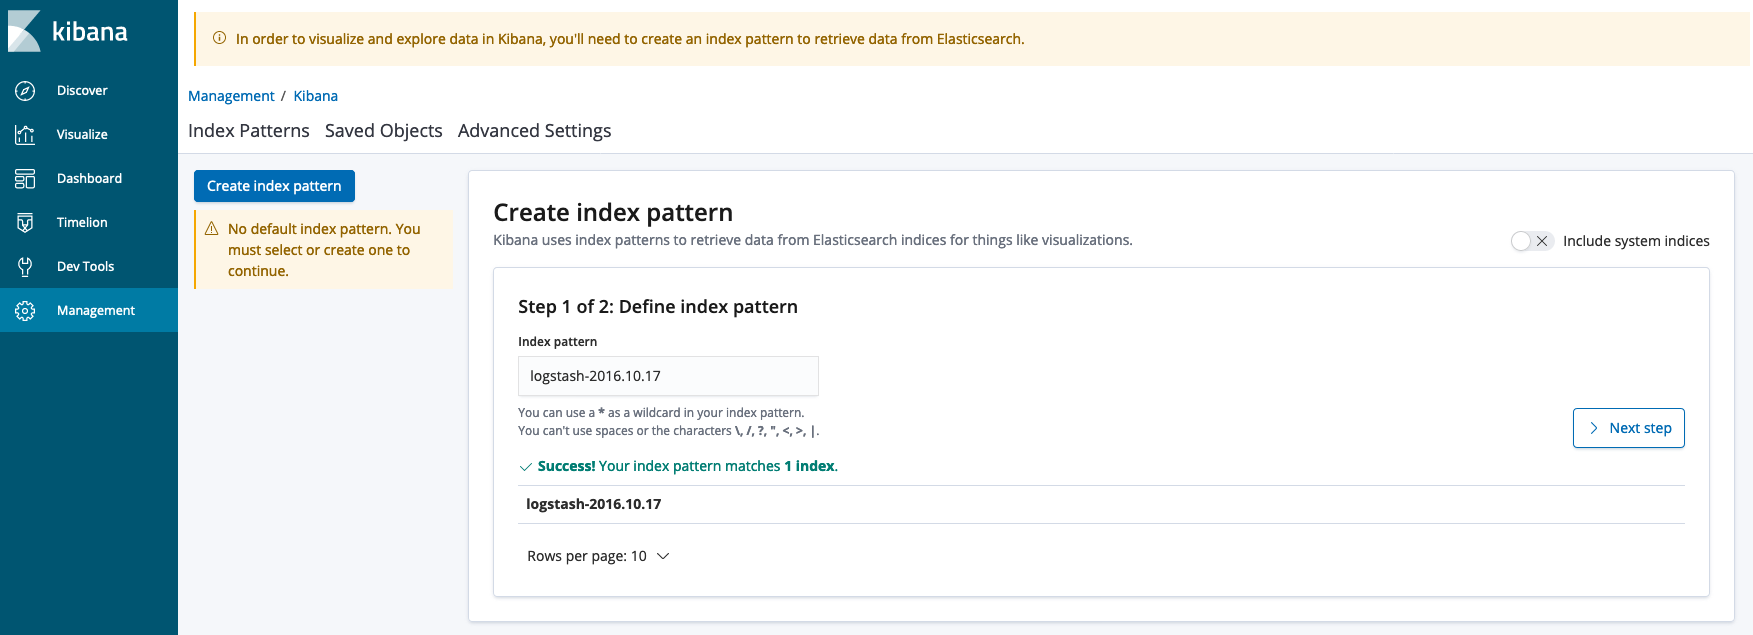 kibana
Discover
Visualize
Dashboard
Timelion
Dev Tools
Management
In order to visualize and explore data in Kibana, you'll need to create an index pattern to retrieve data from Elasticsearch.
Management / Kibana
Index Patterns Saved Objects Advanced Settings
Create index pattern
No default index pattern. You
must select or create one to
continue.
Create index pattern
Kibana uses index patterns to retrieve data from Elasticsearch indices for things like visualizations.
Include system indices
Step 1 of 2: Define index pattern
Index pattern
logstash-2016.10.17
You can use a * as a wildcard in your index pattern.
You can't use spaces or the characters \, /, ?, ", <, >, |.
Next step
Success! Your index pattern matches 1 index.
logstash-2016.10.17
Rows per page: 10